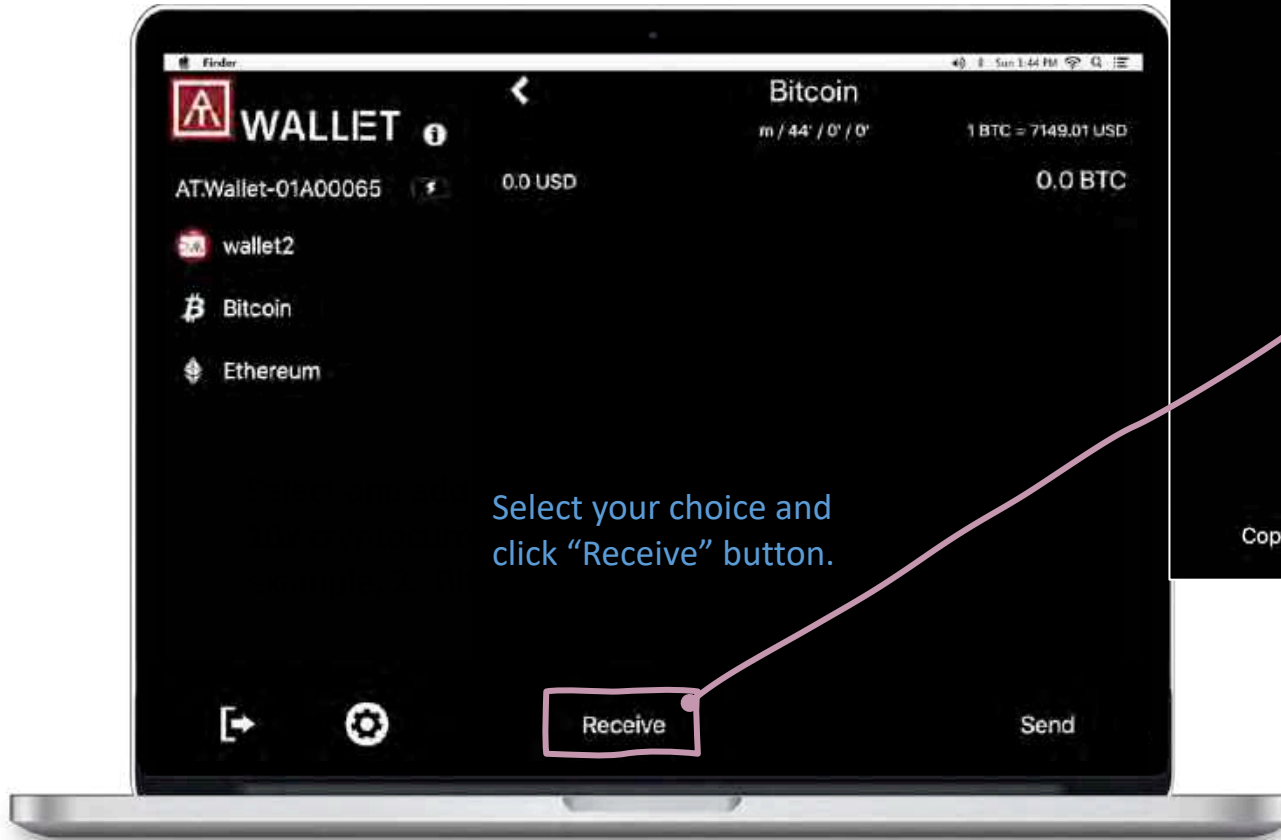 Finder
Sun 1:44 PM
AT WALLET
Bitcoin
m / 44' / 0' / 0'
1 BTC = 7149.01 USD
AT.Wallet-01A00065
0.0 USD
0.0 BTC
wallet2
Bitcoin
Ethereum
Select your choice and
click “Receive” button.
Cop
Receive
Send